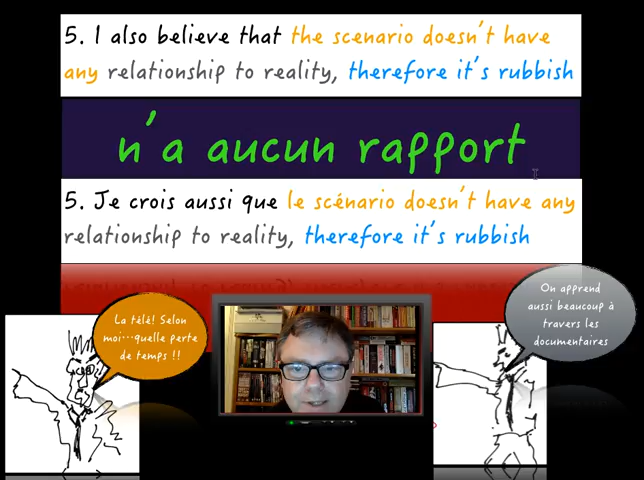 5. I also believe that the scenario doesn't have
any relationship to reality, therefore it's rubbish
n'a aucun rapport
5. Je crois aussi que le scénario doesn't have any
relationship to reality, therefore it's rubbish
La télé! Selon
moi...quelle perte
de temps !!
On apprend
aussi beaucoup à
travers les
documentaires